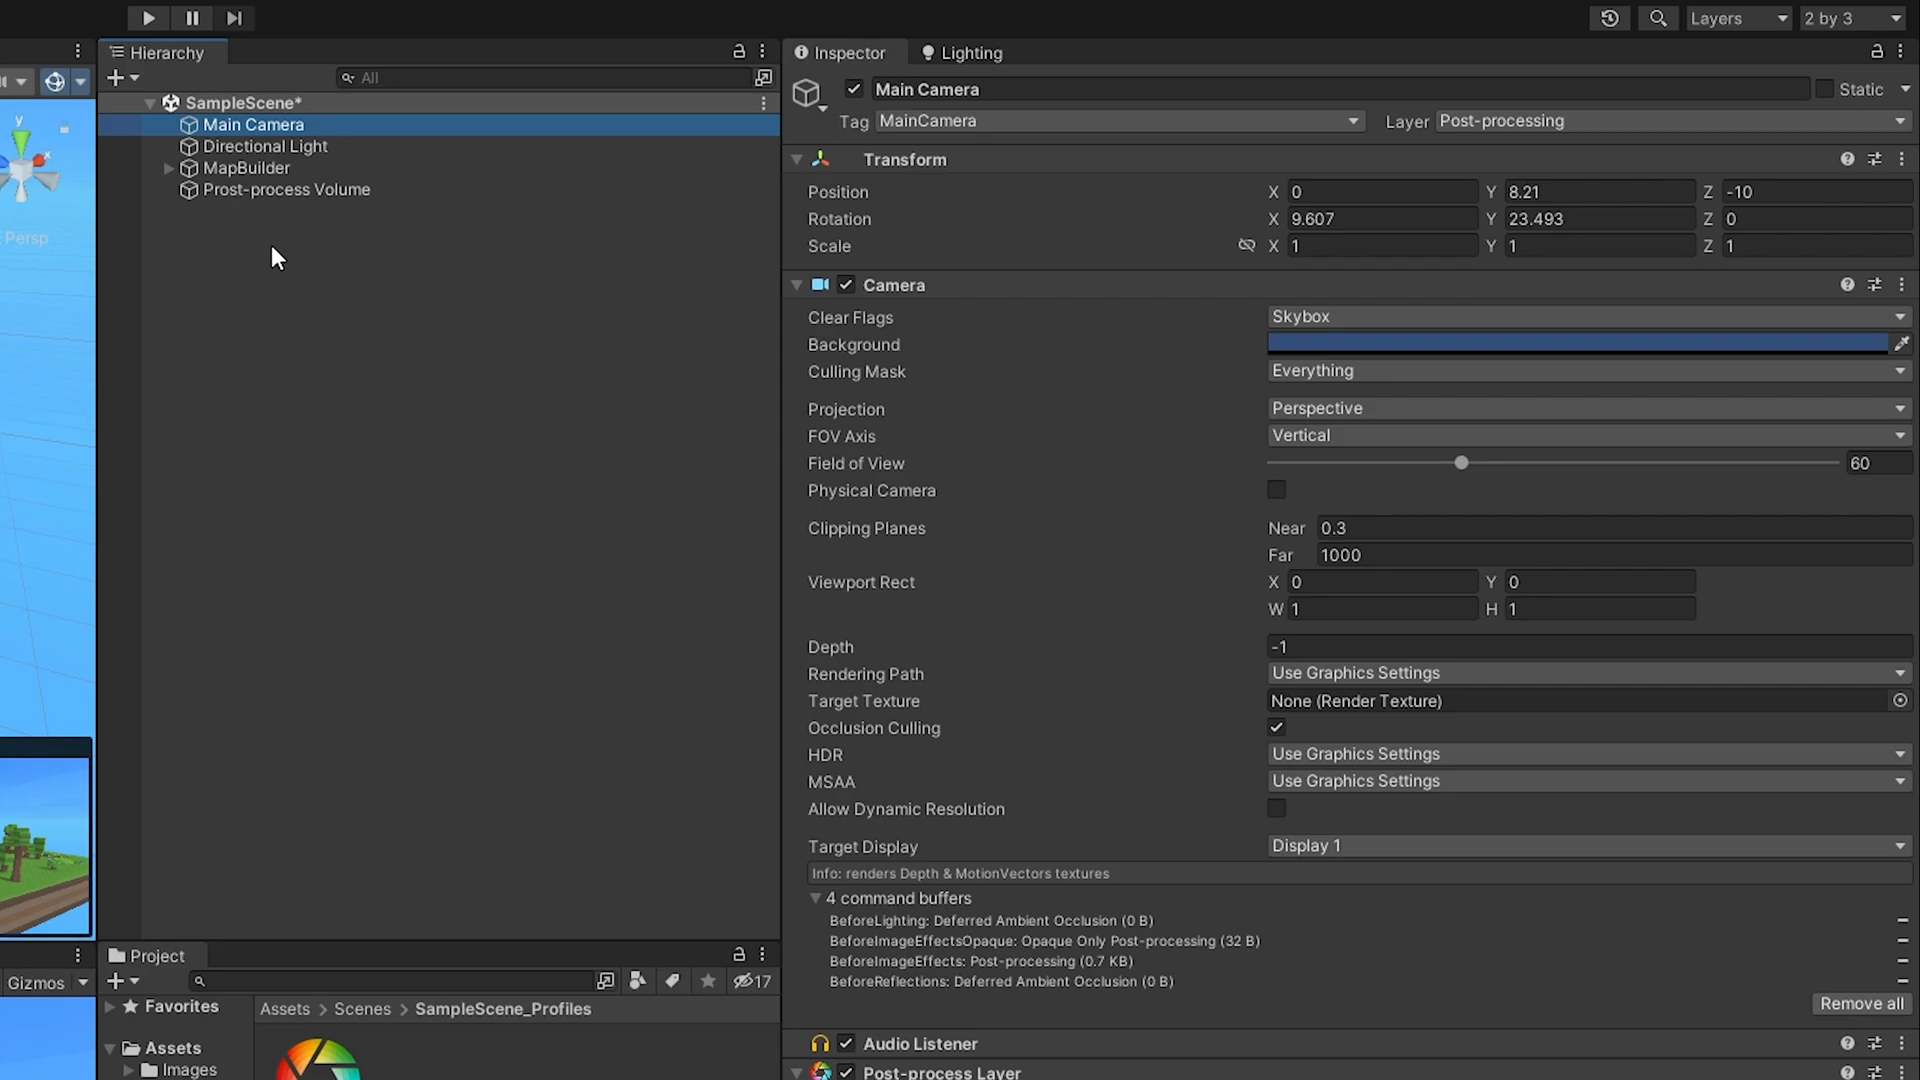 Layers
2 by 3
Hierarchy
All
SampleScene*
Main Camera
Directional Light
MapBuilder
Prost-process Volume
y
x
Persp
Gizmos
Project
17
Favorites
Assets > Scenes > SampleScene_Profiles
Assets
Images
Inspector
Lighting
Main Camera
Static
Tag MainCamera Layer Post-processing
Transform
Position X 0 Y 8.21 Z -10
Rotation X 9.607 Y 23.493 Z 0
Scale X 1 Y 1 Z 1
Camera
Clear Flags Skybox
Background
Culling Mask Everything
Projection Perspective
FOV Axis Vertical
Field of View 60
Physical Camera
Clipping Planes Near 0.3
Far 1000
Viewport Rect X 0 Y 0
W 1 H 1
Depth -1
Rendering Path Use Graphics Settings
Target Texture None (Render Texture)
Occlusion Culling
HDR Use Graphics Settings
MSAA Use Graphics Settings
Allow Dynamic Resolution
Target Display Display 1
Info: renders Depth & MotionVectors textures
4 command buffers
BeforeLighting: Deferred Ambient Occlusion (0 B)
BeforeImageEffectsOpaque: Opaque Only Post-processing (32 B)
BeforeImageEffects: Post-processing (0.7 KB)
BeforeReflections: Deferred Ambient Occlusion (0 B)
Remove all
Audio Listener
Post-process Layer